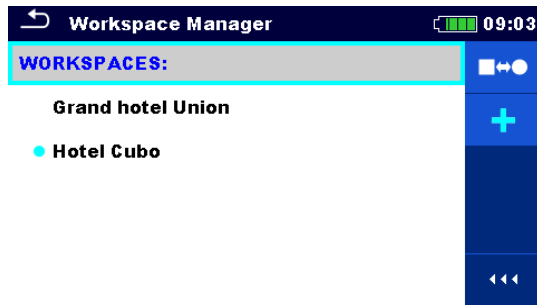 Workspace Manager 09:03
WORKSPACES:
Grand hotel Union
Hotel Cubo